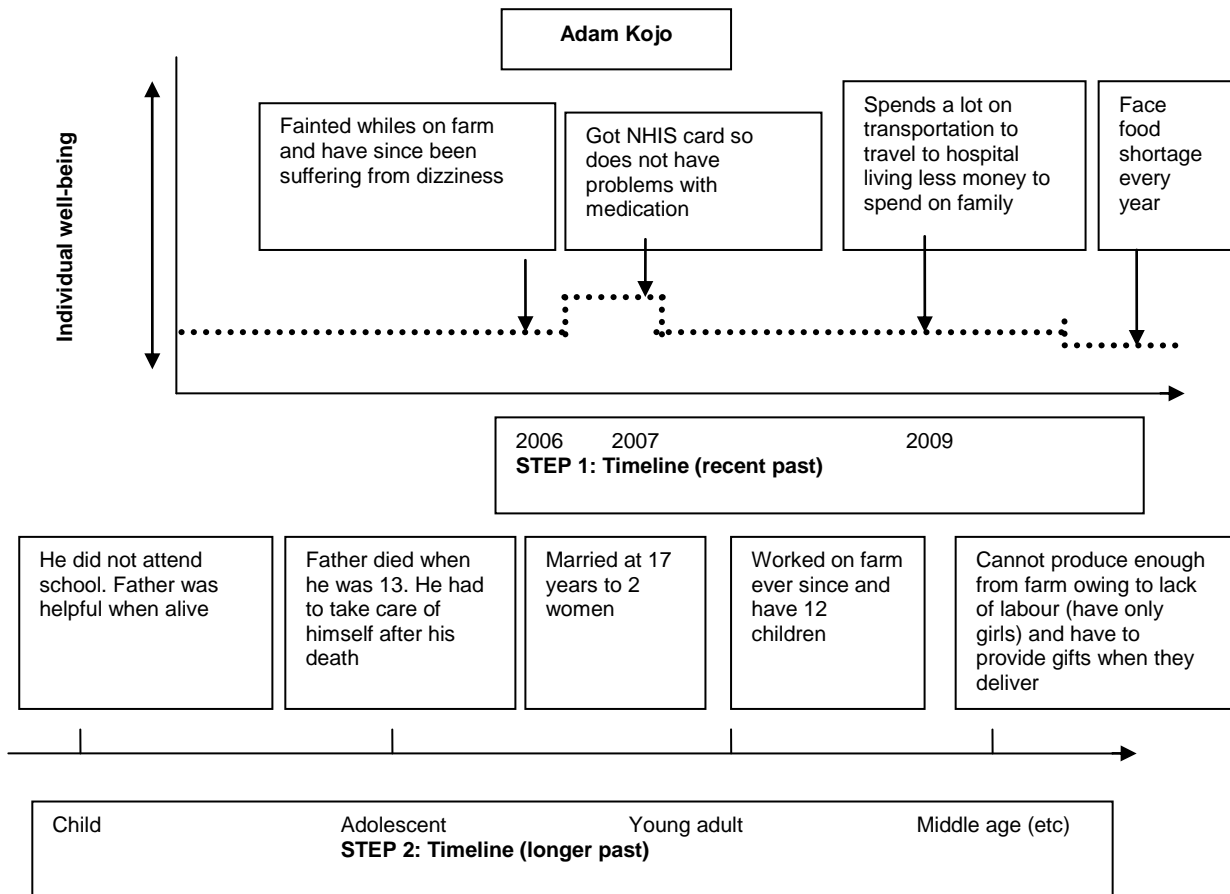 Adam Kojo
Individual well-being
Fainted whiles on farm
and have since been
suffering from dizziness
Got NHIS card so
does not have
problems with
medication
Spends a lot on
transportation to
travel to hospital
living less money to
spend on family
Face
food
shortage
every
year
2006 2007 2009
STEP 1: Timeline (recent past)
He did not attend
school. Father was
helpful when alive
Father died when
he was 13. He had
to take care of
himself after his
death
Married at 17
years to 2
women
Worked on farm
ever since and
have 12
children
Cannot produce enough
from farm owing to lack
of labour (have only
girls) and have to
provide gifts when they
deliver
Child Adolescent Young adult Middle age (etc)
STEP 2: Timeline (longer past)